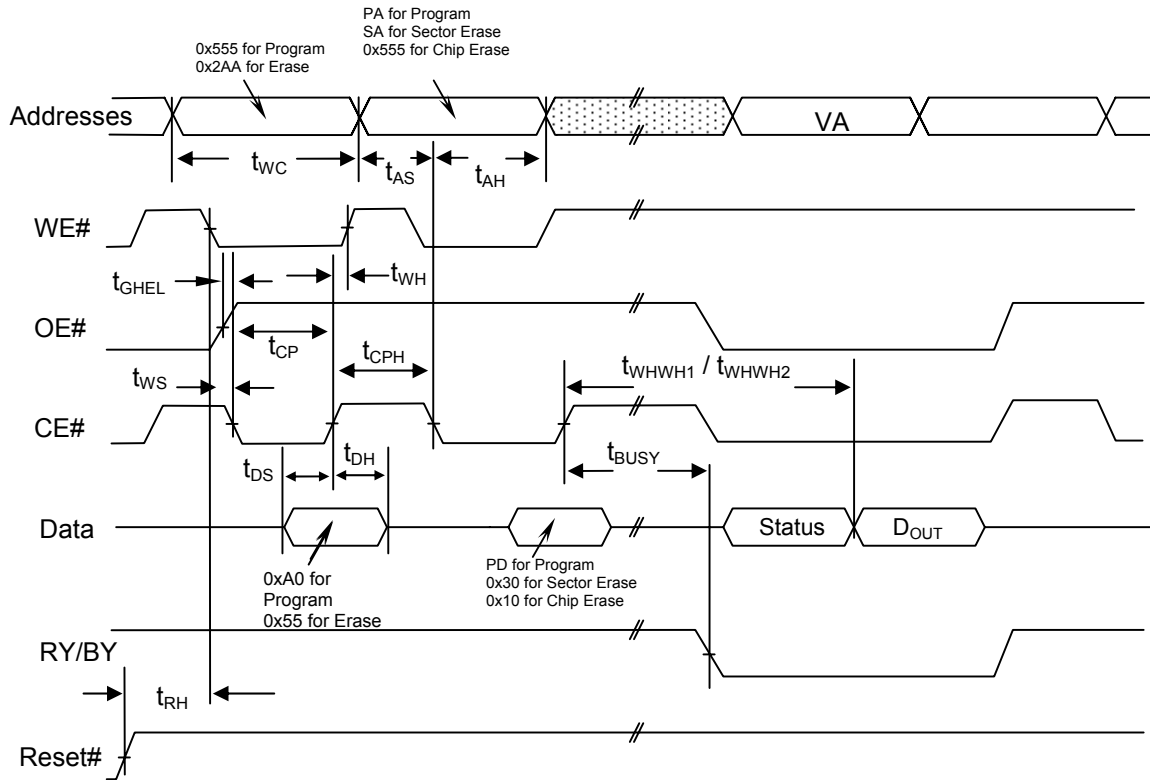 PA for Program
SA for Sector Erase
0x555 for Chip Erase
0x555 for Program
0x2AA for Erase
Addresses
VA
tWC
tAS
tAH
WE#
tGHEL
tWH
OE#
tCP
tCPH
tWHWH1 / tWHWH2
tWS
CE#
tDS
tDH
tBUSY
Data
Status
DOUT
0xA0 for
Program
0x55 for Erase
PD for Program
0x30 for Sector Erase
0x10 for Chip Erase
RY/BY
tRH
Reset#